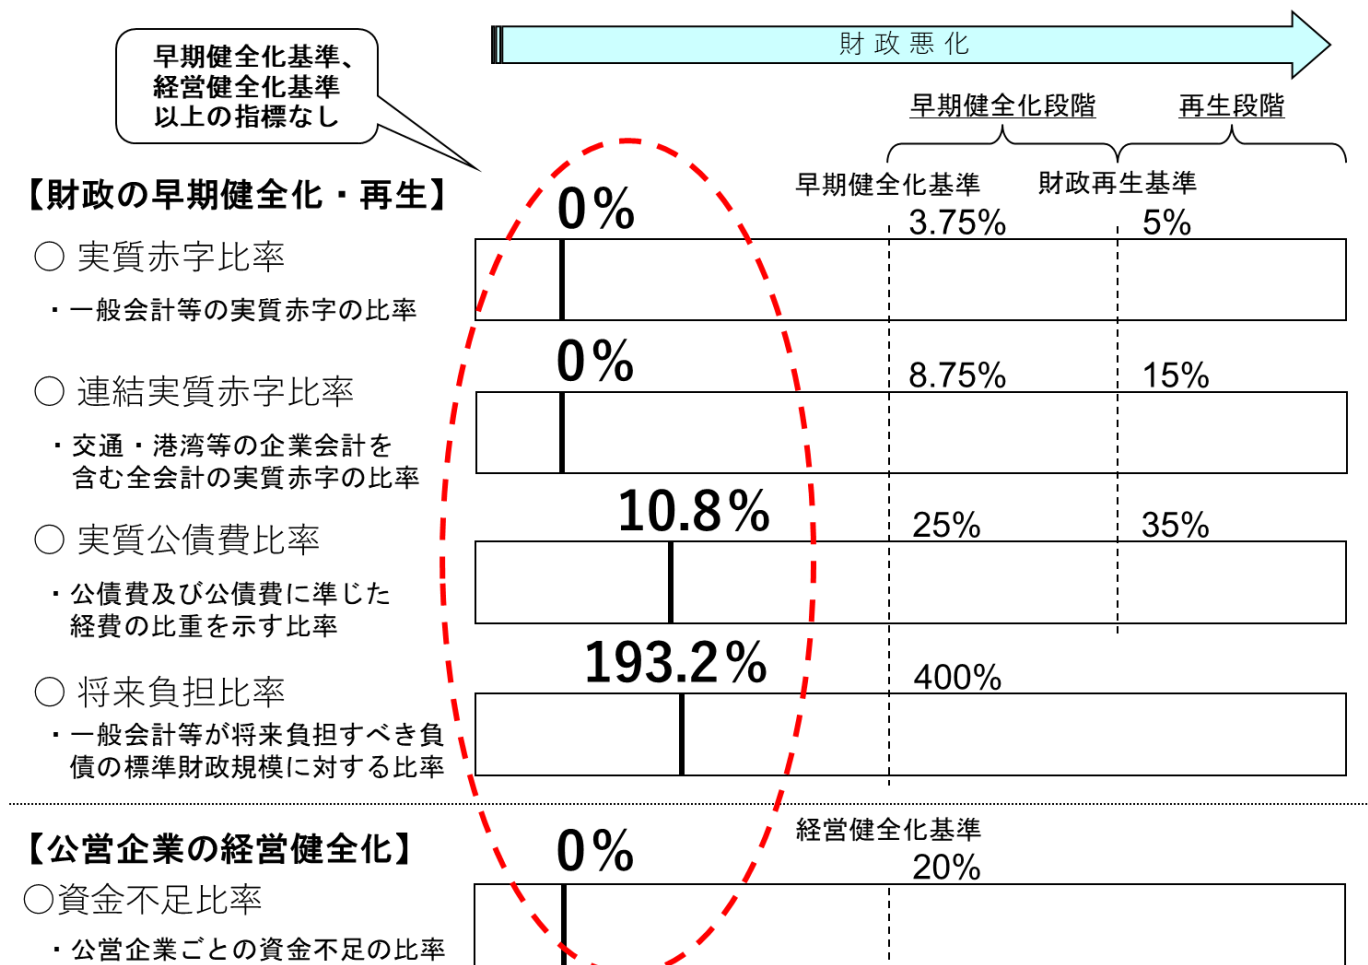 早期健全化基準、
経営健全化基準
以上の指標なし
財政悪化
早期健全化段階
再生段階
早期健全化基準
財政再生基準
【財政の早期健全化・再生】
0%
3.75%
5%
○ 実質赤字比率
・一般会計等の実質赤字の比率
0%
8.75%
15%
○ 連結実質赤字比率
・交通・港湾等の企業会計を
含む全会計の実質赤字の比率
10.8%
25%
35%
○ 実質公債費比率
・公債費及び公債費に準じた
経費の比重を示す比率
193.2%
400%
○ 将来負担比率
・一般会計等が将来負担すべき負
債の標準財政規模に対する比率
【公営企業の経営健全化】
0%
経営健全化基準
20%
○資金不足比率
・公営企業ごとの資金不足の比率